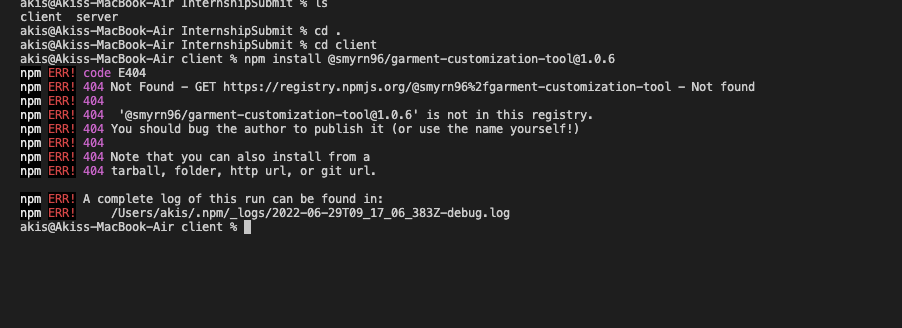 akis@Akiss-MacBook-Air InternshipSubmit % ls
client  server
akis@Akiss-MacBook-Air InternshipSubmit % cd .
akis@Akiss-MacBook-Air InternshipSubmit % cd client
akis@Akiss-MacBook-Air client % npm install @smyrn96/garment-customization-tool@1.0.6
npm ERR! code E404
npm ERR! 404 Not Found - GET https://registry.npmjs.org/@smyrn96%2fgarment-customization-tool - Not found
npm ERR! 404
npm ERR! 404  '@smyrn96/garment-customization-tool@1.0.6' is not in this registry.
npm ERR! 404 You should bug the author to publish it (or use the name yourself!)
npm ERR! 404
npm ERR! 404 Note that you can also install from a
npm ERR! 404 tarball, folder, http url, or git url.
npm ERR! A complete log of this run can be found in:
npm ERR!     /Users/akis/.npm/_logs/2022-06-29T09_17_06_383Z-debug.log
akis@Akiss-MacBook-Air client %